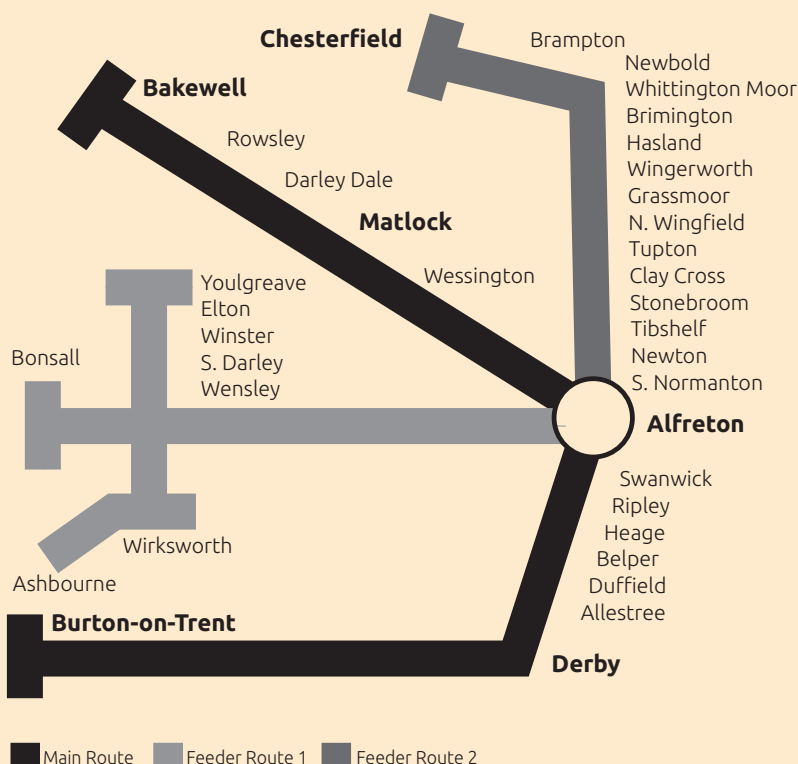 Chesterfield
Brampton
Newbold
Whittington Moor
Brimington
Hasland
Wingerworth
Grassmoor
N. Wingfield
Tupton
Clay Cross
Stonebroom
Tibshelf
Newton
S. Normanton
Bakewell
Rowsley
Darley Dale
Matlock
Wessington
Youlgreave
Elton
Winster
S. Darley
Wensley
Bonsall
Alfreton
Swanwick
Ripley
Heage
Belper
Duffield
Allestree
Wirksworth
Ashbourne
Burton-on-Trent
Derby
Main Route Feeder Route 1 Feeder Route 2